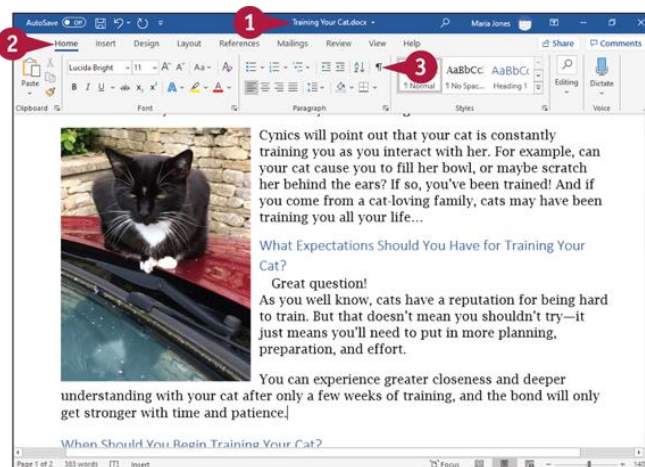 AutoSave Off
Training Your Cat.docx
Maria Jones
1
2
Home Insert Design Layout References Mailings Review View Help Share Comments
3
Paste
Lucida Bright 11 A A Aa A
B I U ab x₂ x² A A
¶
AaBbCc AaBbC
¶ Normal ¶ No Spac... Heading 1
Editing
Dictate
Clipboard Font Paragraph Styles Voice
Cynics will point out that your cat is constantly
training you as you interact with her. For example, can
your cat cause you to fill her bowl, or maybe scratch
her behind the ears? If so, you've been trained! And if
you come from a cat-loving family, cats may have been
training you all your life…
What Expectations Should You Have for Training Your
Cat?
Great question!
As you well know, cats have a reputation for being hard
to train. But that doesn't mean you shouldn't try—it
just means you'll need to put in more planning,
preparation, and effort.
You can experience greater closeness and deeper
understanding with your cat after only a few weeks of training, and the bond will only
get stronger with time and patience.
When Should You Begin Training Your Cat?
Page 1 of 2 383 words Insert Focus